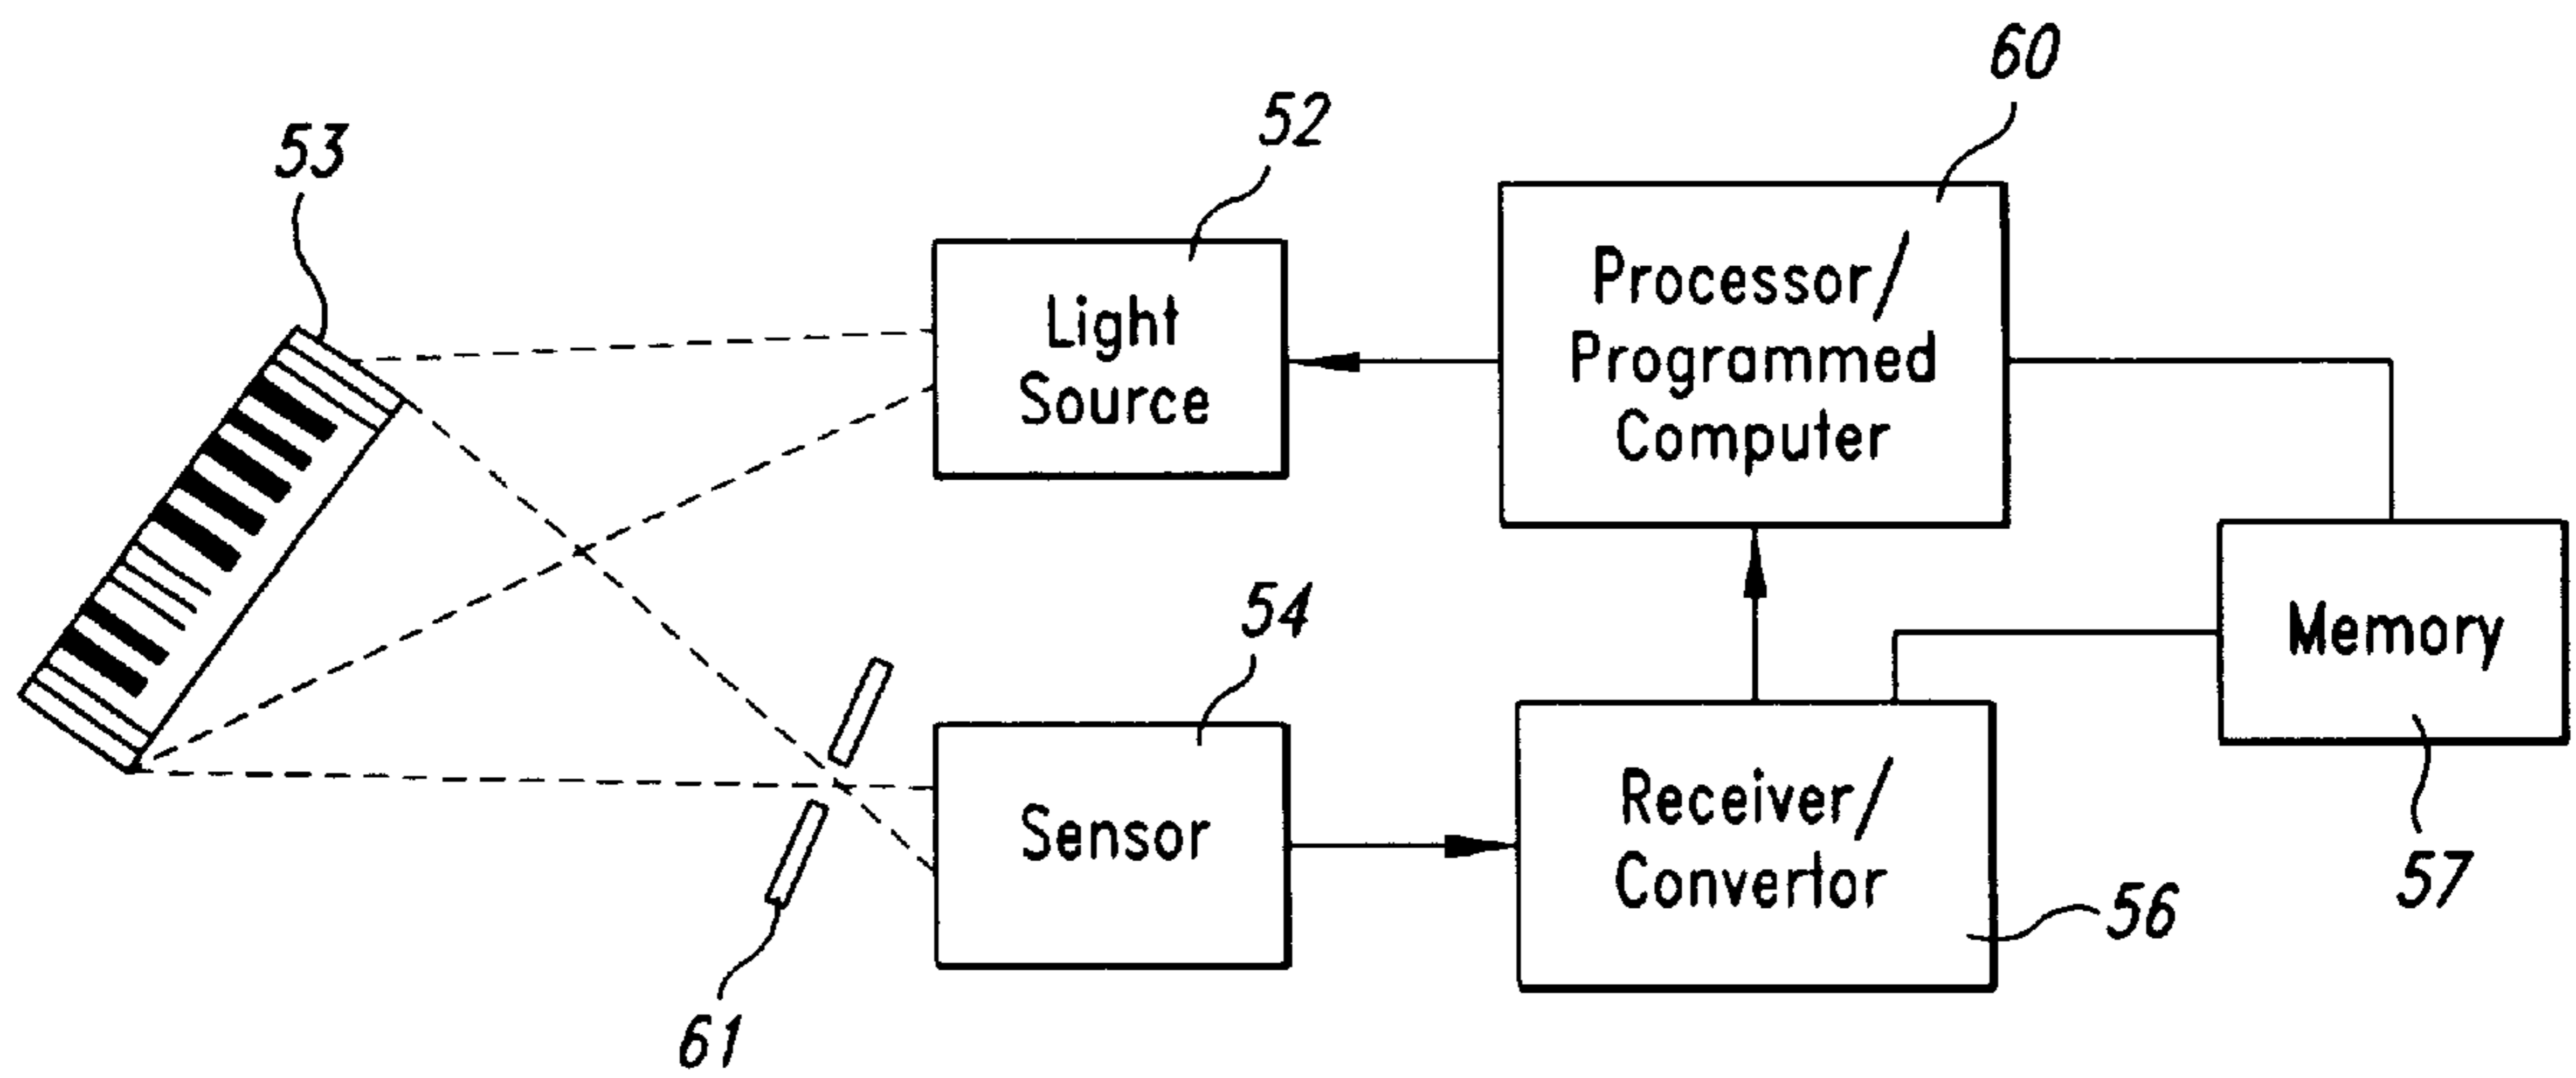 60
52
53
Processor/
Programmed
Computer
Light
Source
54
Memory
Sensor
Receiver/
Convertor
57
56
61